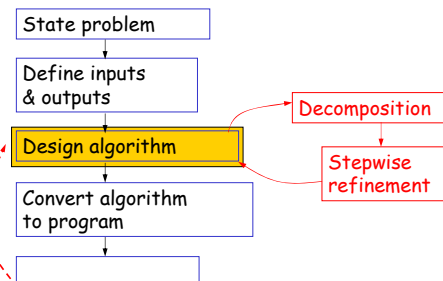 State problem
Define inputs
& outputs
Design algorithm
Decomposition
Stepwise
refinement
Convert algorithm
to program